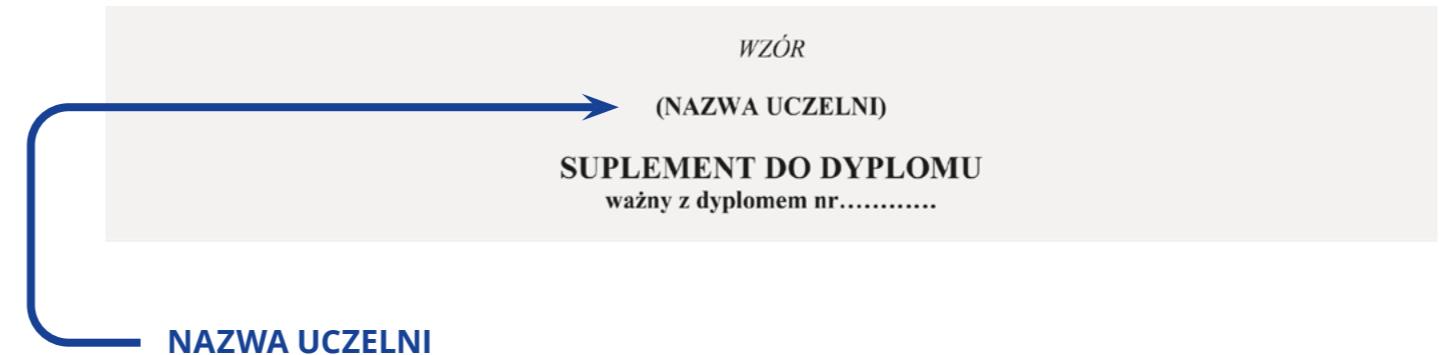 WZÓR
(NAZWA UCZELNI)
SUPLEMENT DO DYPLOMU
ważny z dyplomem nr............
NAZWA UCZELNI